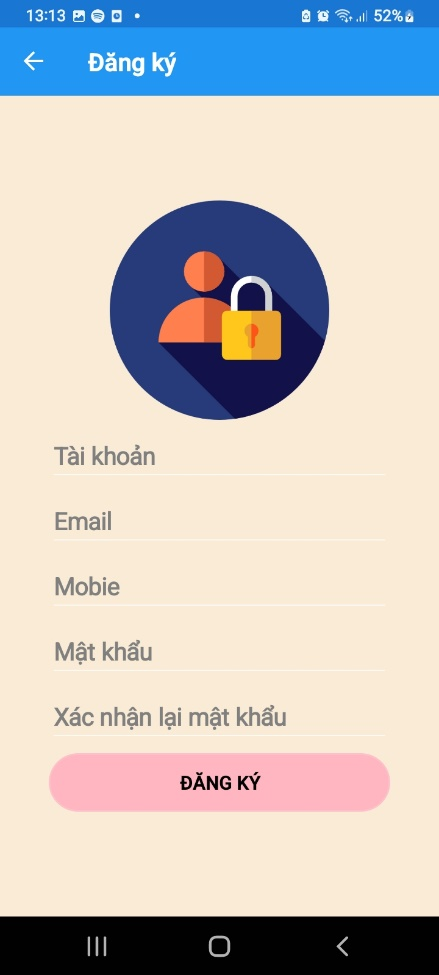 13:13 52%
Đăng ký
Tài khoản
Email
Mobie
Mật khẩu
Xác nhận lại mật khẩu
ĐĂNG KÝ